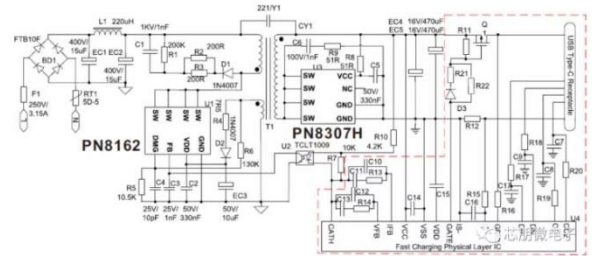 L1 220uH
FTB10F
BD1
400V/
15uF
EC1 EC2
400V/
15uF
F1
250V/
3.15A
RT1
5D-5
N
1KV/1nF
C1
R1
200K
R2
200R
R3
200R
D1
1N4007
221/Y1
CY1
C6
100V/1nF
R9
51R
R8
51R
U3
C5
50V/
330nF
SW VCC
SW NC
SW GND
SW GND
PN8307H
T1
EC4 16V/470uF
EC5 16V/470uF
SW SW SW SW
U1
PN8162
DMG FB VDD GND
R4
D2
1N4007
R6
130K
U2 TCLT1009
R5
10.5K
C4 C3 C2
25V/
10pF
25V/
1nF
50V/
330nF
EC3
50V/
10uF
10K
4.2K
R10
R7
C10
C11
R13
C12
C13
R14
C14
C15
R11
Q
R21
R22
D3
R12
R15
C16
R16
R17
R18
R20
C7
C8
C9
USB Type-C Receptacle
CATH VFB IFB VCC VSS VDD GATE
U4
Fast Charging Physical Layer IC
芯朋微电子